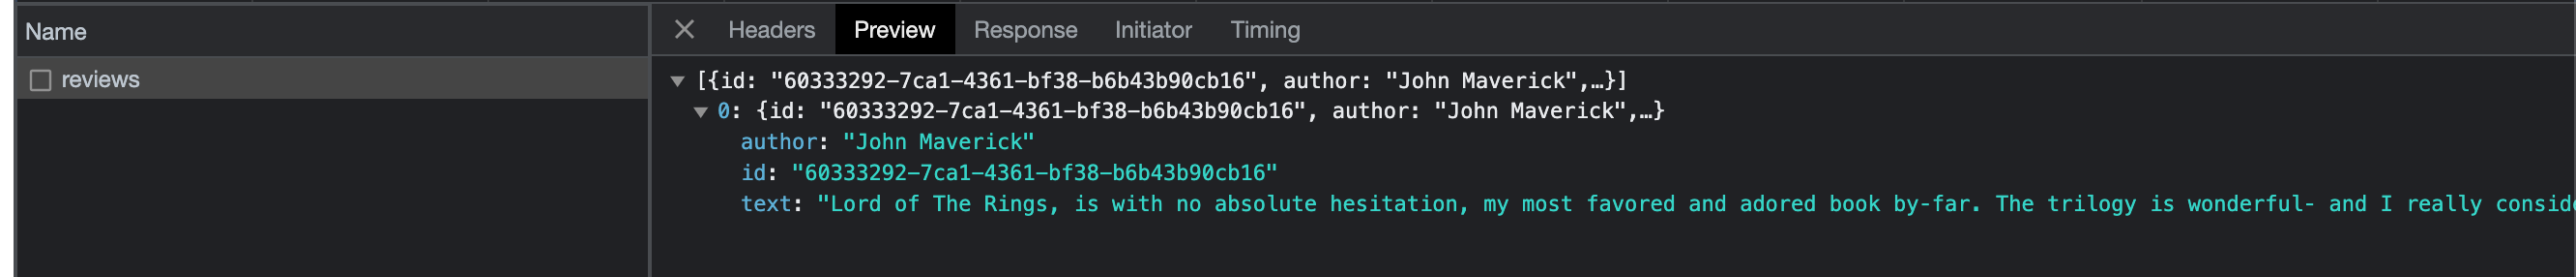 Name
reviews
Headers Preview Response Initiator Timing
[{id: "60333292-7ca1-4361-bf38-b6b43b90cb16", author: "John Maverick",…}]
0: {id: "60333292-7ca1-4361-bf38-b6b43b90cb16", author: "John Maverick",…}
author: "John Maverick"
id: "60333292-7ca1-4361-bf38-b6b43b90cb16"
text: "Lord of The Rings, is with no absolute hesitation, my most favored and adored book by-far. The trilogy is wonderful- and I really